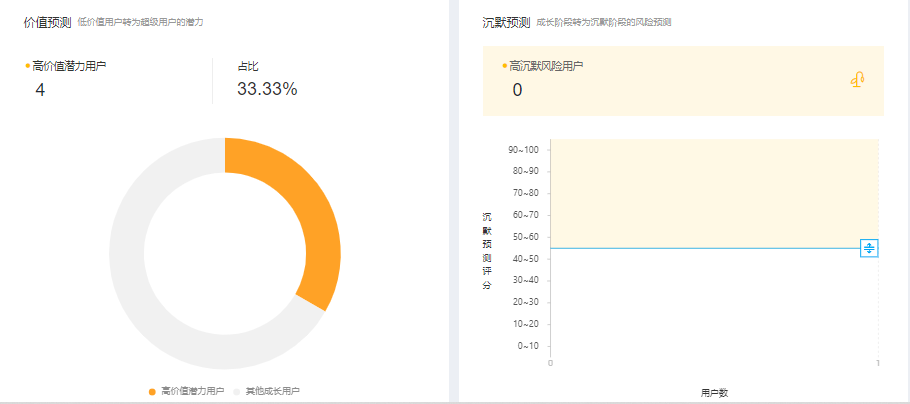 价值预测 低价值用户转为超级用户的潜力
高价值潜力用户 占比
4 33.33%
高价值潜力用户 其他成长用户
沉默预测 成长阶段转为沉默阶段的风险预测
高沉默风险用户
0
沉默预测评分
90~100
80~90
70~80
60~70
50~60
40~50
30~40
20~30
10~20
0~10
0 1
用户数